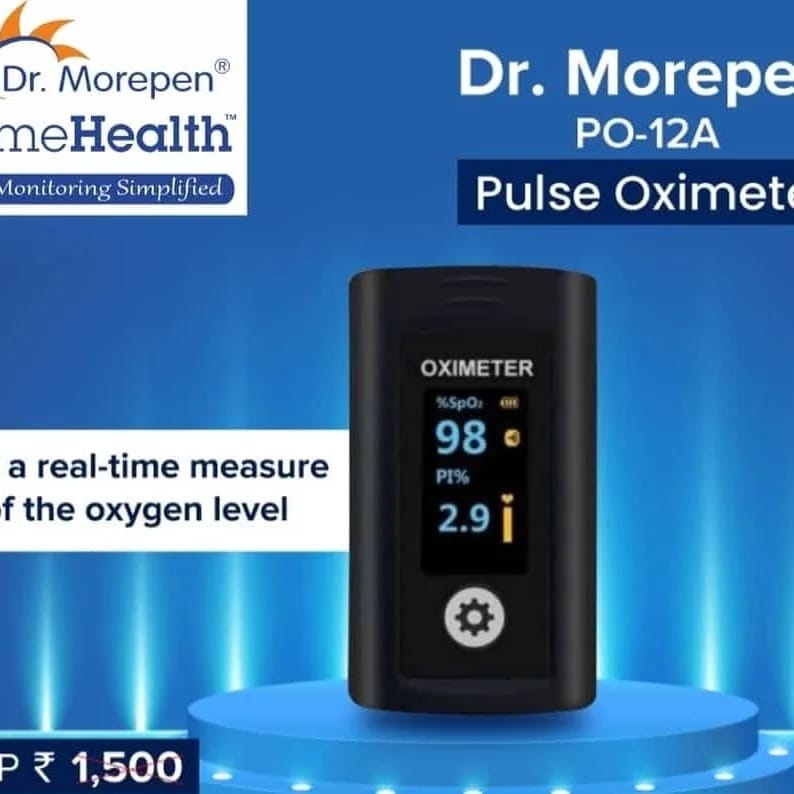 Dr. Morepen®
meHealth™
Monitoring Simplified
Dr. Morepe
PO-12A
Pulse Oximete
OXIMETER
%SpO₂
98
PI%
2.9
a real-time measure
of the oxygen level
P ₹ 1,500